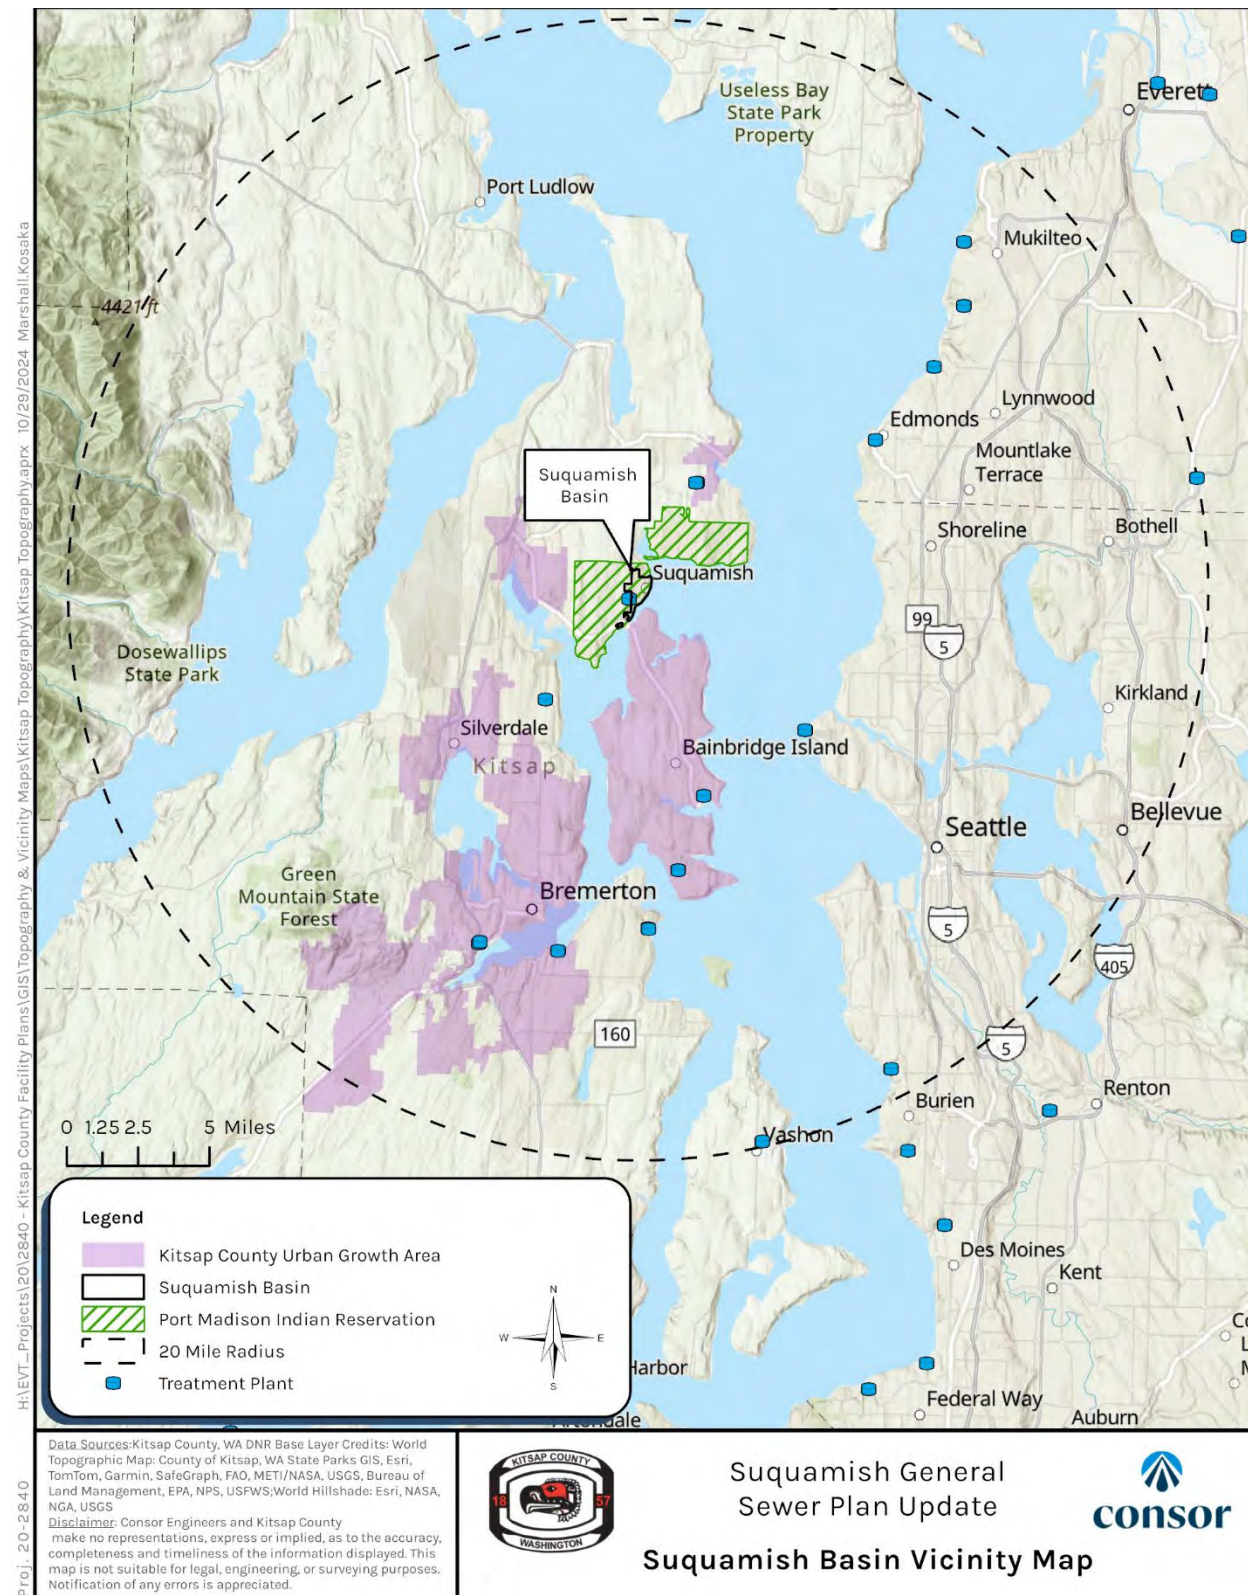 Useless Bay
State Park
Property
Everett
Port Ludlow
Mukilteo
4421 ft
Lynnwood
Edmonds
Mountlake
Terrace
Suquamish
Basin
Shoreline
Bothell
Suquamish
99
5
Dosewallips
State Park
Kirkland
Silverdale
Kitsap
Bainbridge Island
Bellevue
Seattle
Green
Mountain State
Forest
Bremerton
5
405
160
5
Renton
Burien
0 1.25 2.5 5 Miles
Vashon
Des Moines
Kent
Harbor
Federal Way
Artondale
Auburn
Legend
Kitsap County Urban Growth Area
Suquamish Basin
Port Madison Indian Reservation
20 Mile Radius
Treatment Plant
N
W E
S
H:\EVT_Projects\20\2840 - Kitsap County Facility Plans\GIS\Topography & Vicinity Maps\Kitsap Topography\Kitsap Topography.aprx 10/29/2024 Marshall.Kosaka
Proj. 20-2840
Data Sources:Kitsap County, WA DNR Base Layer Credits: World
Topographic Map: County of Kitsap, WA State Parks GIS, Esri,
TomTom, Garmin, SafeGraph, FAO, METI/NASA, USGS, Bureau of
Land Management, EPA, NPS, USFWS;World Hillshade: Esri, NASA,
NGA, USGS
Disclaimer: Consor Engineers and Kitsap County
make no representations, express or implied, as to the accuracy,
completeness and timeliness of the information displayed. This
map is not suitable for legal, engineering, or surveying purposes.
Notification of any errors is appreciated.
KITSAP COUNTY
18 57
WASHINGTON
Suquamish General
Sewer Plan Update
Suquamish Basin Vicinity Map
consor